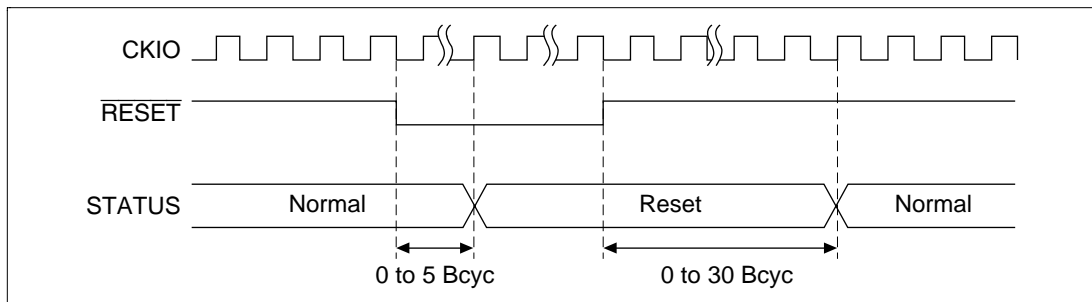 CKIO
RESET
STATUS Normal Reset Normal
0 to 5 Bcyc 0 to 30 Bcyc